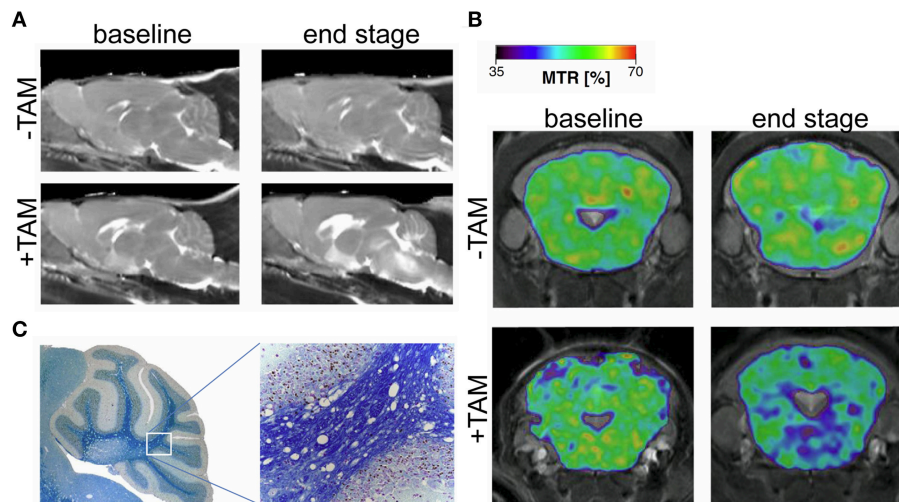 A
baseline
end stage
-TAM
+TAM
B
35
MTR [%]
70
baseline
end stage
-TAM
+TAM
C